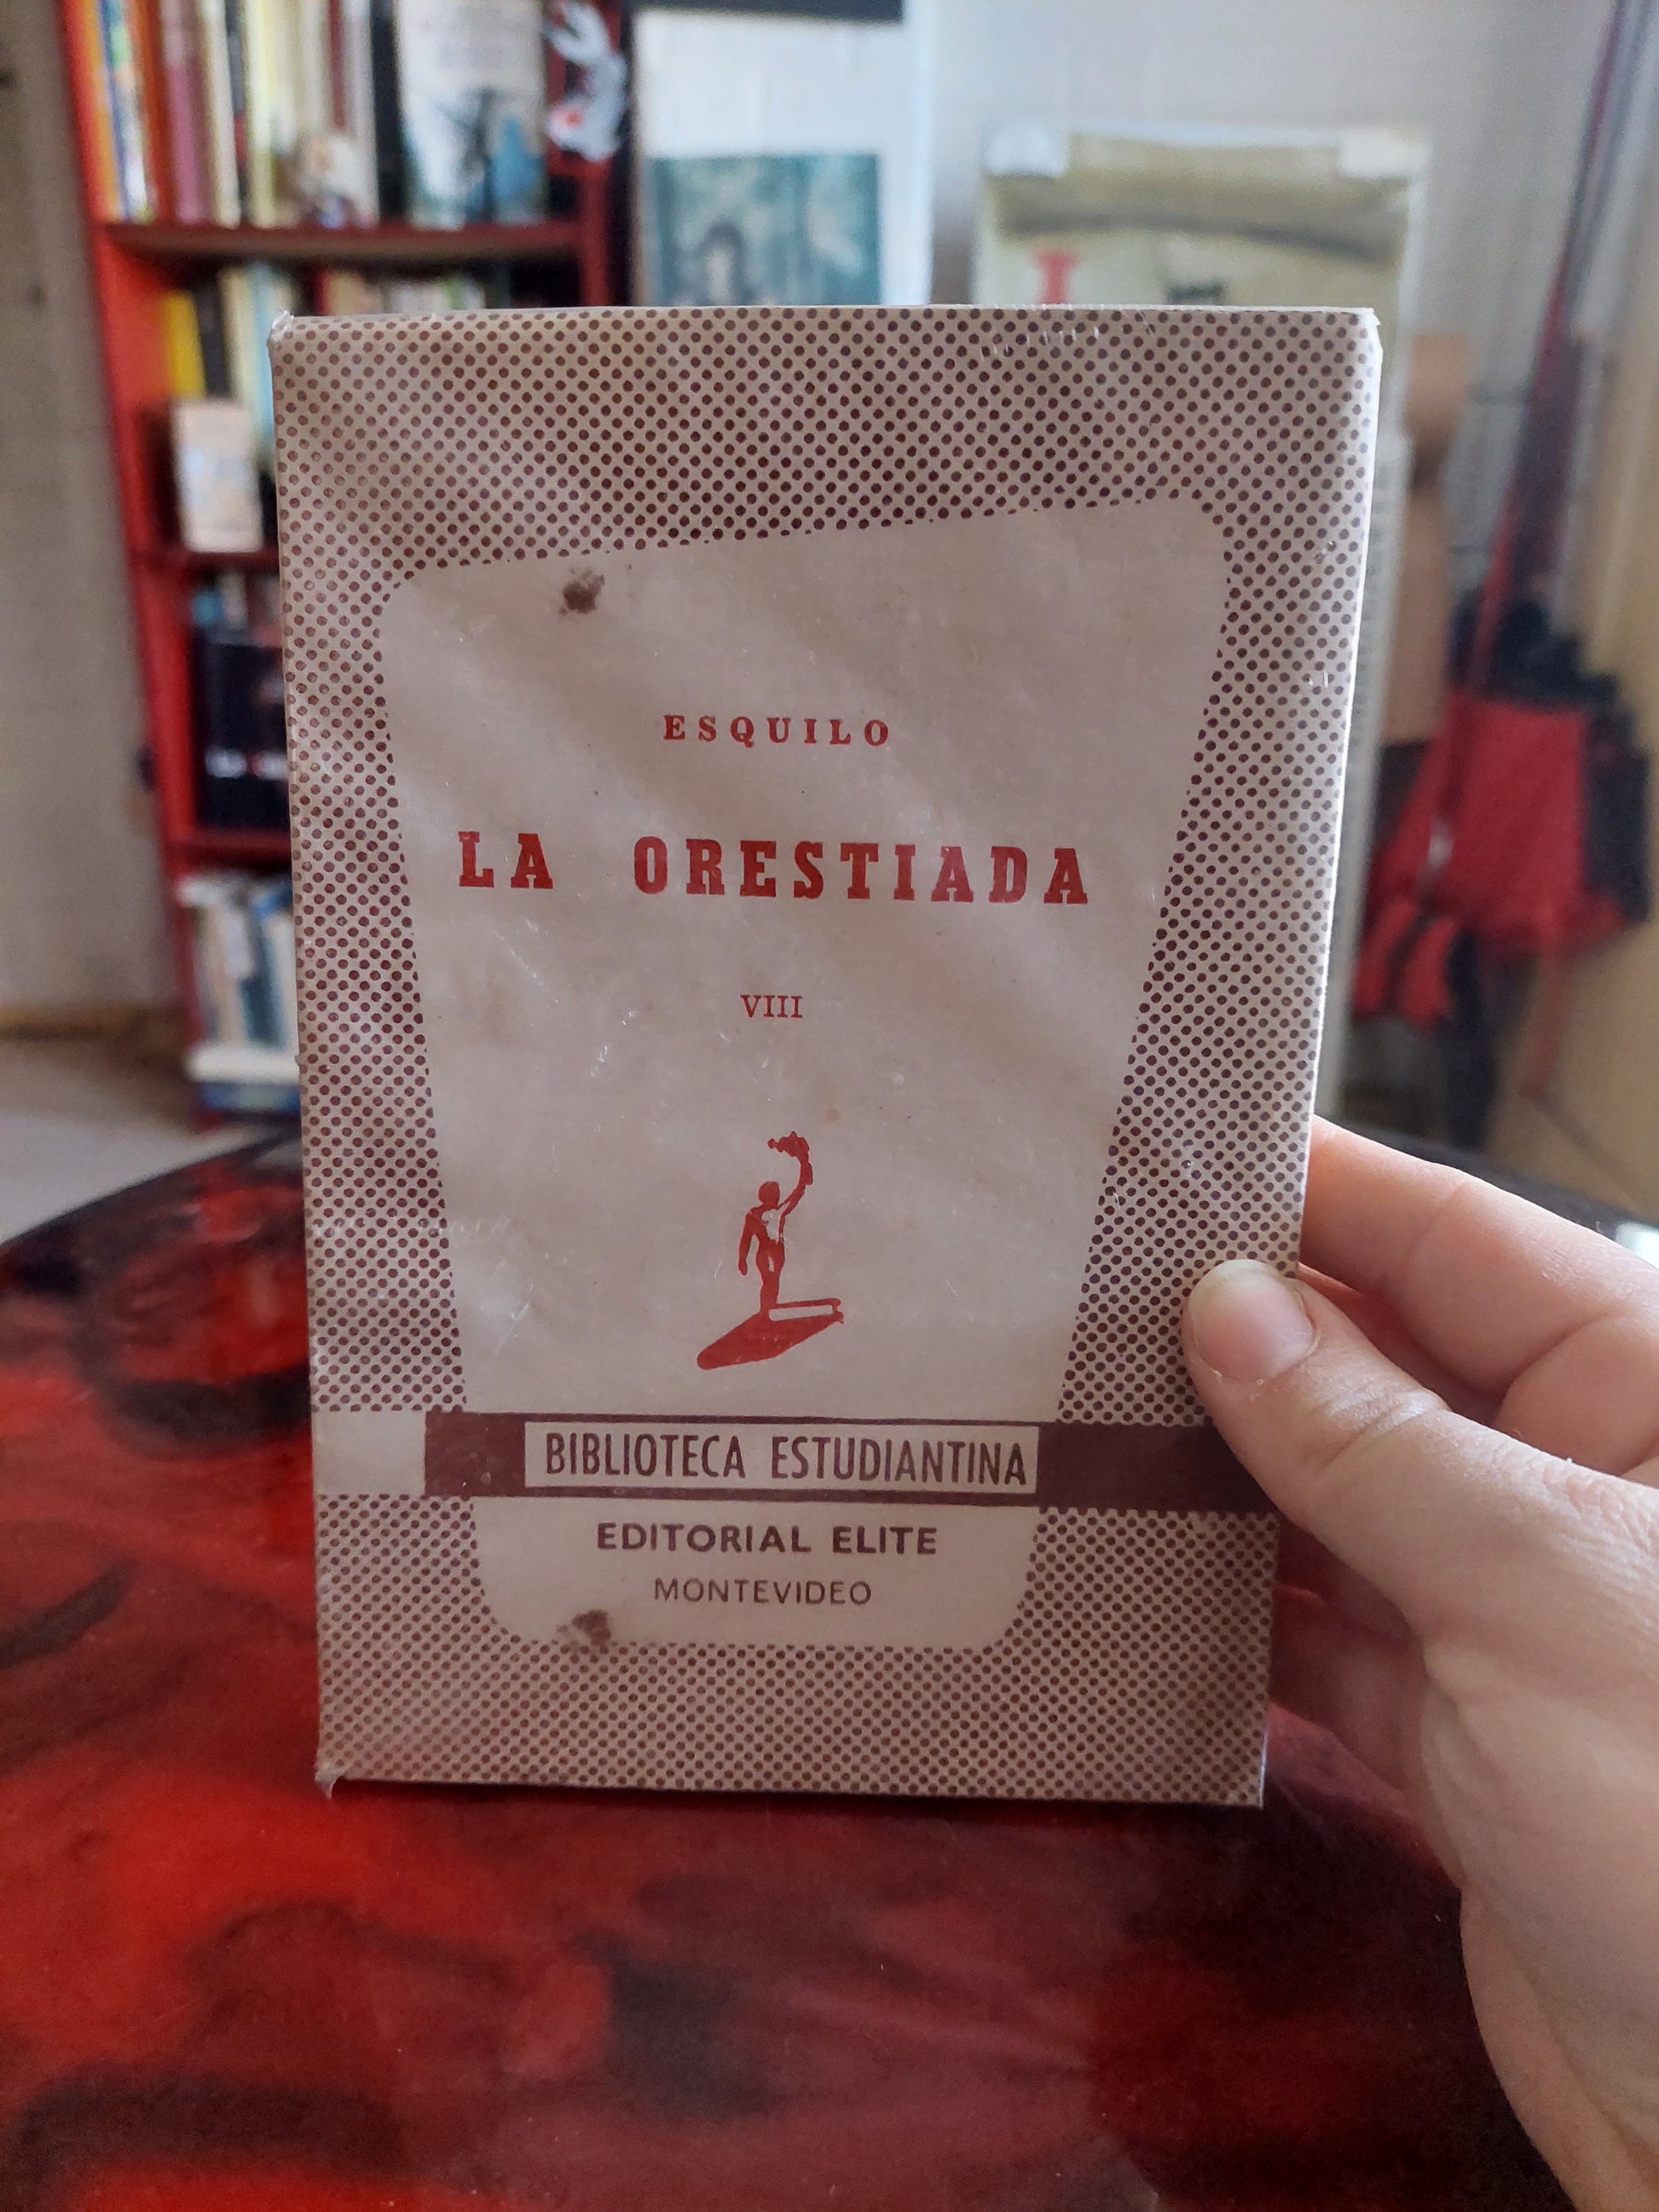 ESQUILO
LA ORESTIADA
VIII
BIBLIOTECA ESTUDIANTINA
EDITORIAL ELITE
MONTEVIDEO